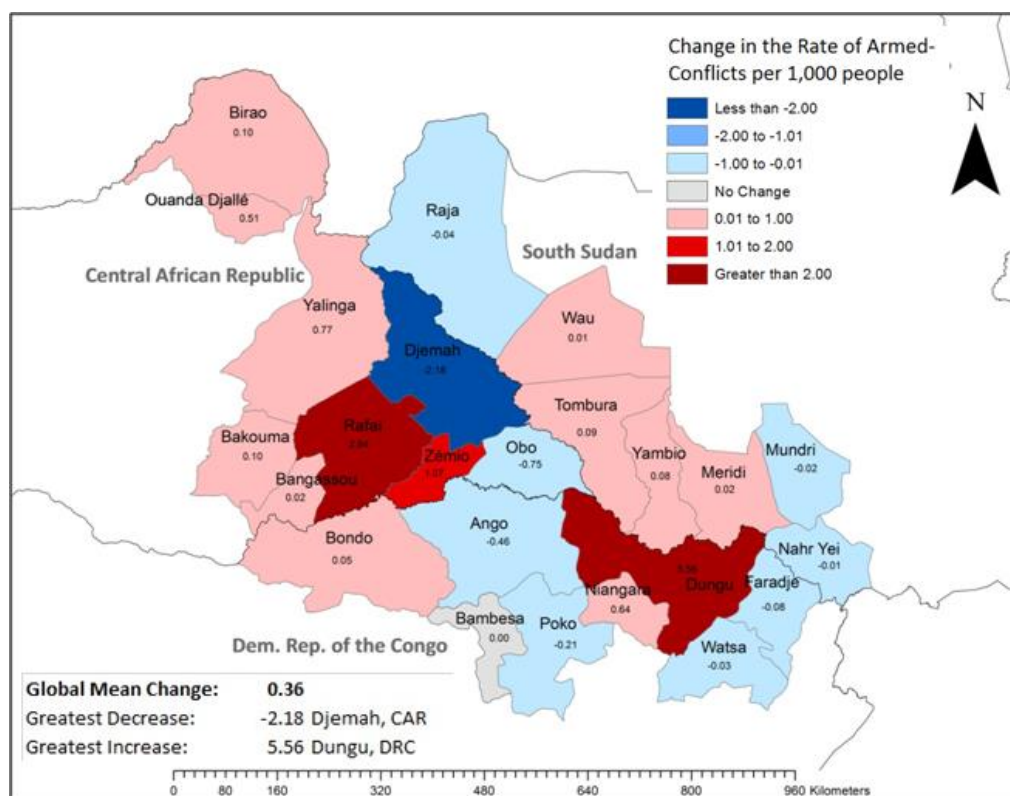 Change in the Rate of Armed-
Conflicts per 1,000 people
Less than -2.00
-2.00 to -1.01
-1.00 to -0.01
No Change
0.01 to 1.00
1.01 to 2.00
Greater than 2.00
N
Birao
0.10
Ouanda Djallé
0.51
Raja
-0.04
South Sudan
Central African Republic
Yalinga
0.77
Wau
0.01
Djemah
-2.18
Tombura
0.09
Rafai
Bakouma
0.10
Zémio
Obo
-0.75
Yambio
0.08
Meridi
0.02
Mundri
-0.02
Bangassou
0.02
Ango
-0.46
Bondo
0.05
Nahr Yei
-0.01
5.56
Dungu
Faradje
-0.08
Niangara
0.64
Bambesa
0.00
Poko
-0.21
Watsa
-0.03
Dem. Rep. of the Congo
Global Mean Change: 0.36
Greatest Decrease: -2.18 Djemah, CAR
Greatest Increase: 5.56 Dungu, DRC
0 80 160 320 480 640 800 960 Kilometers